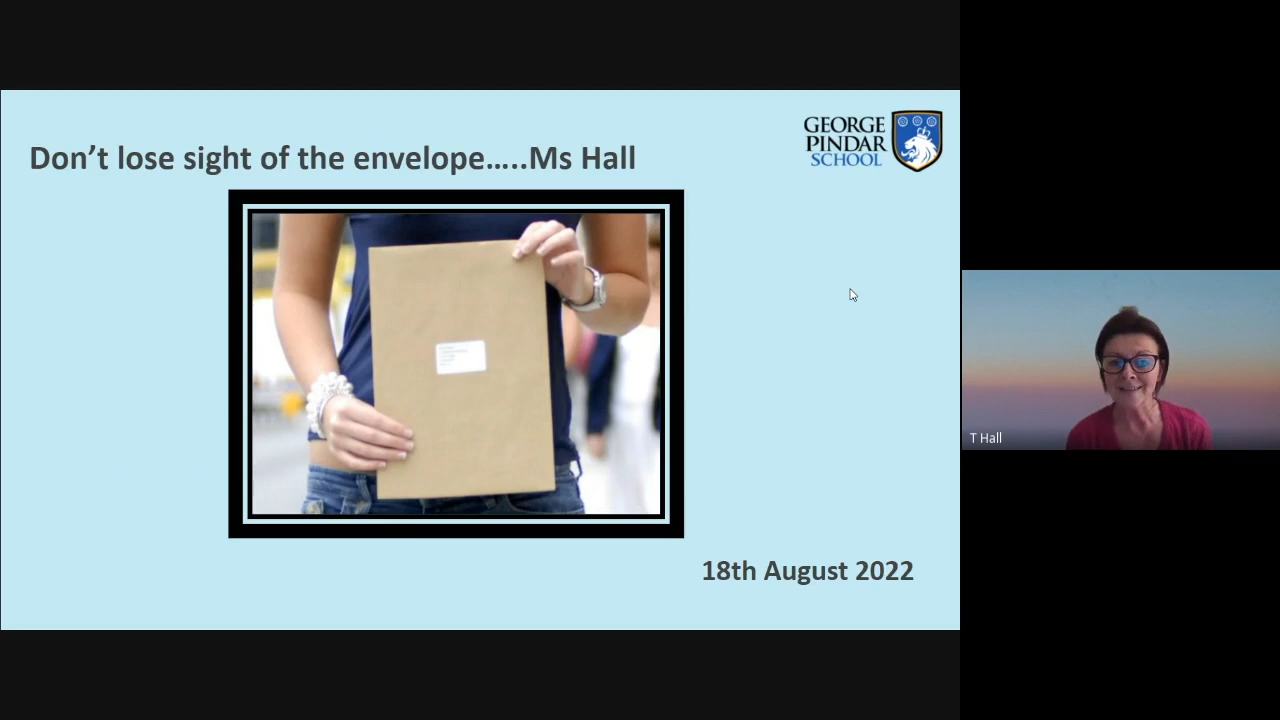 Don’t lose sight of the envelope…..Ms Hall
GEORGE
PINDAR
SCHOOL
18th August 2022
T Hall